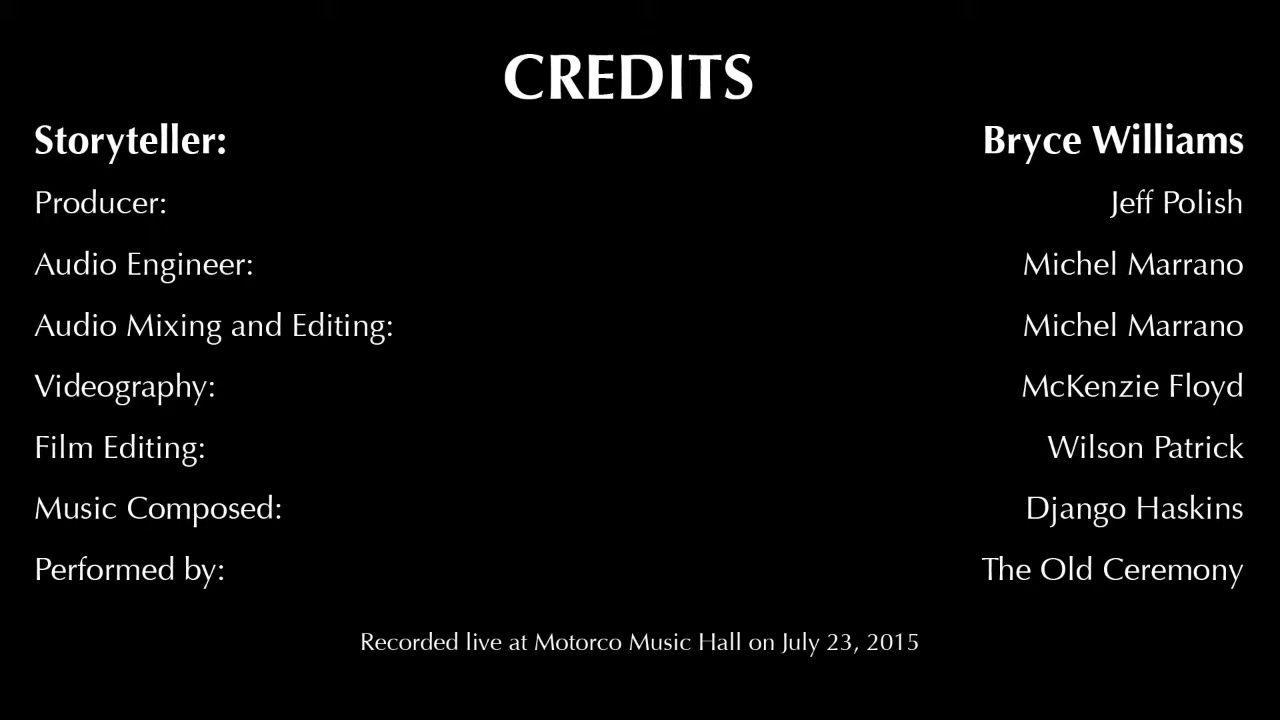 CREDITS
Storyteller: Bryce Williams
Producer: Jeff Polish
Audio Engineer: Michel Marrano
Audio Mixing and Editing: Michel Marrano
Videography: McKenzie Floyd
Film Editing: Wilson Patrick
Music Composed: Django Haskins
Performed by: The Old Ceremony
Recorded live at Motorco Music Hall on July 23, 2015